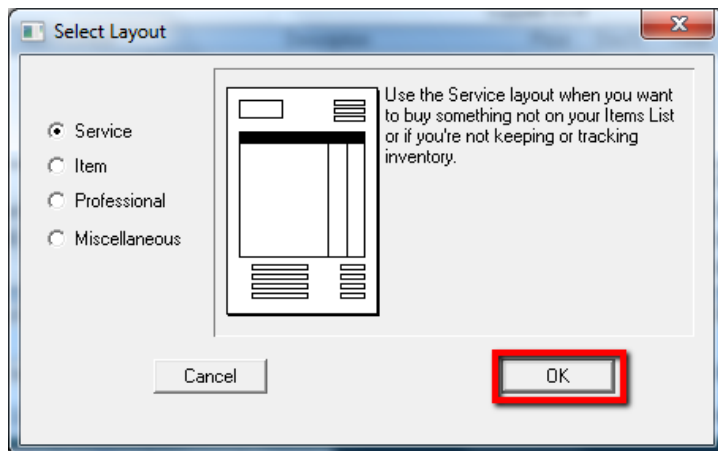 Select Layout
Service
Item
Professional
Miscellaneous
Use the Service layout when you want
to buy something not on your Items List
or if you're not keeping or tracking
inventory.
Cancel
OK